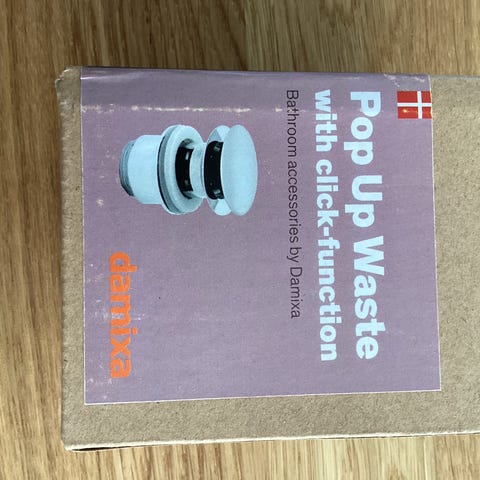 Pop Up Waste
with click-function
Bathroom accessories by Damixa
damixa